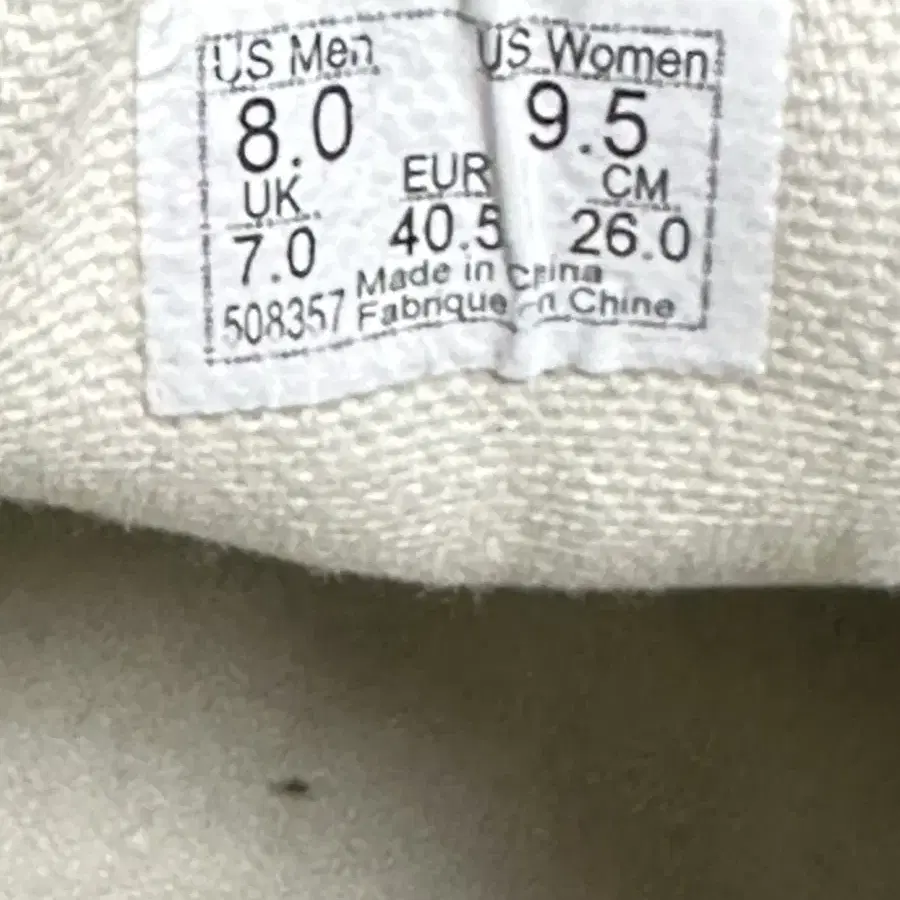 US Men US Women
8.0 9.5
UK EUR CM
7.0 40.5 26.0
Made in China
508357 Fabriqué en Chine